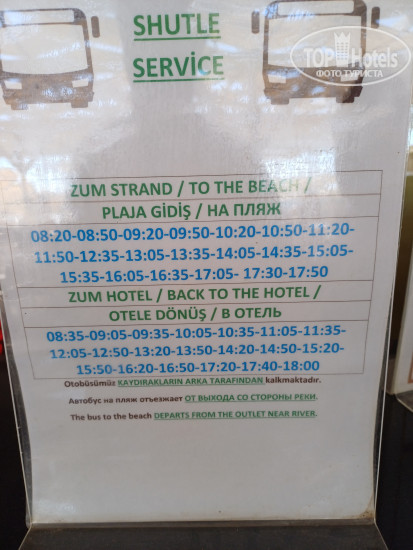 TOP Hotels
ФОТО ТУРИСТА
SHUTLE
SERVİCE
ZUM STRAND / TO THE BEACH /
PLAJA GİDİŞ / НА ПЛЯЖ
08:20-08:50-09:20-09:50-10:20-10:50-11:20-
11:50-12:35-13:05-13:35-14:05-14:35-15:05-
15:35-16:05-16:35-17:05- 17:30-17:50
ZUM HOTEL / BACK TO THE HOTEL /
OTELE DÖNÜŞ / В ОТЕЛЬ
08:35-09:05-09:35-10:05-10:35-11:05-11:35-
12:05-12:50-13:20-13:50-14:20-14:50-15:20-
15:50-16:20-16:50-17:20-17:40-18:00
Otobüsümüz KAYDIRAKLARIN ARKA TARAFINDAN kalkmaktadır.
Автобус на пляж отъезжает ОТ ВЫХОДА СО СТОРОНЫ РЕКИ.
The bus to the beach DEPARTS FROM THE OUTLET NEAR RIVER.